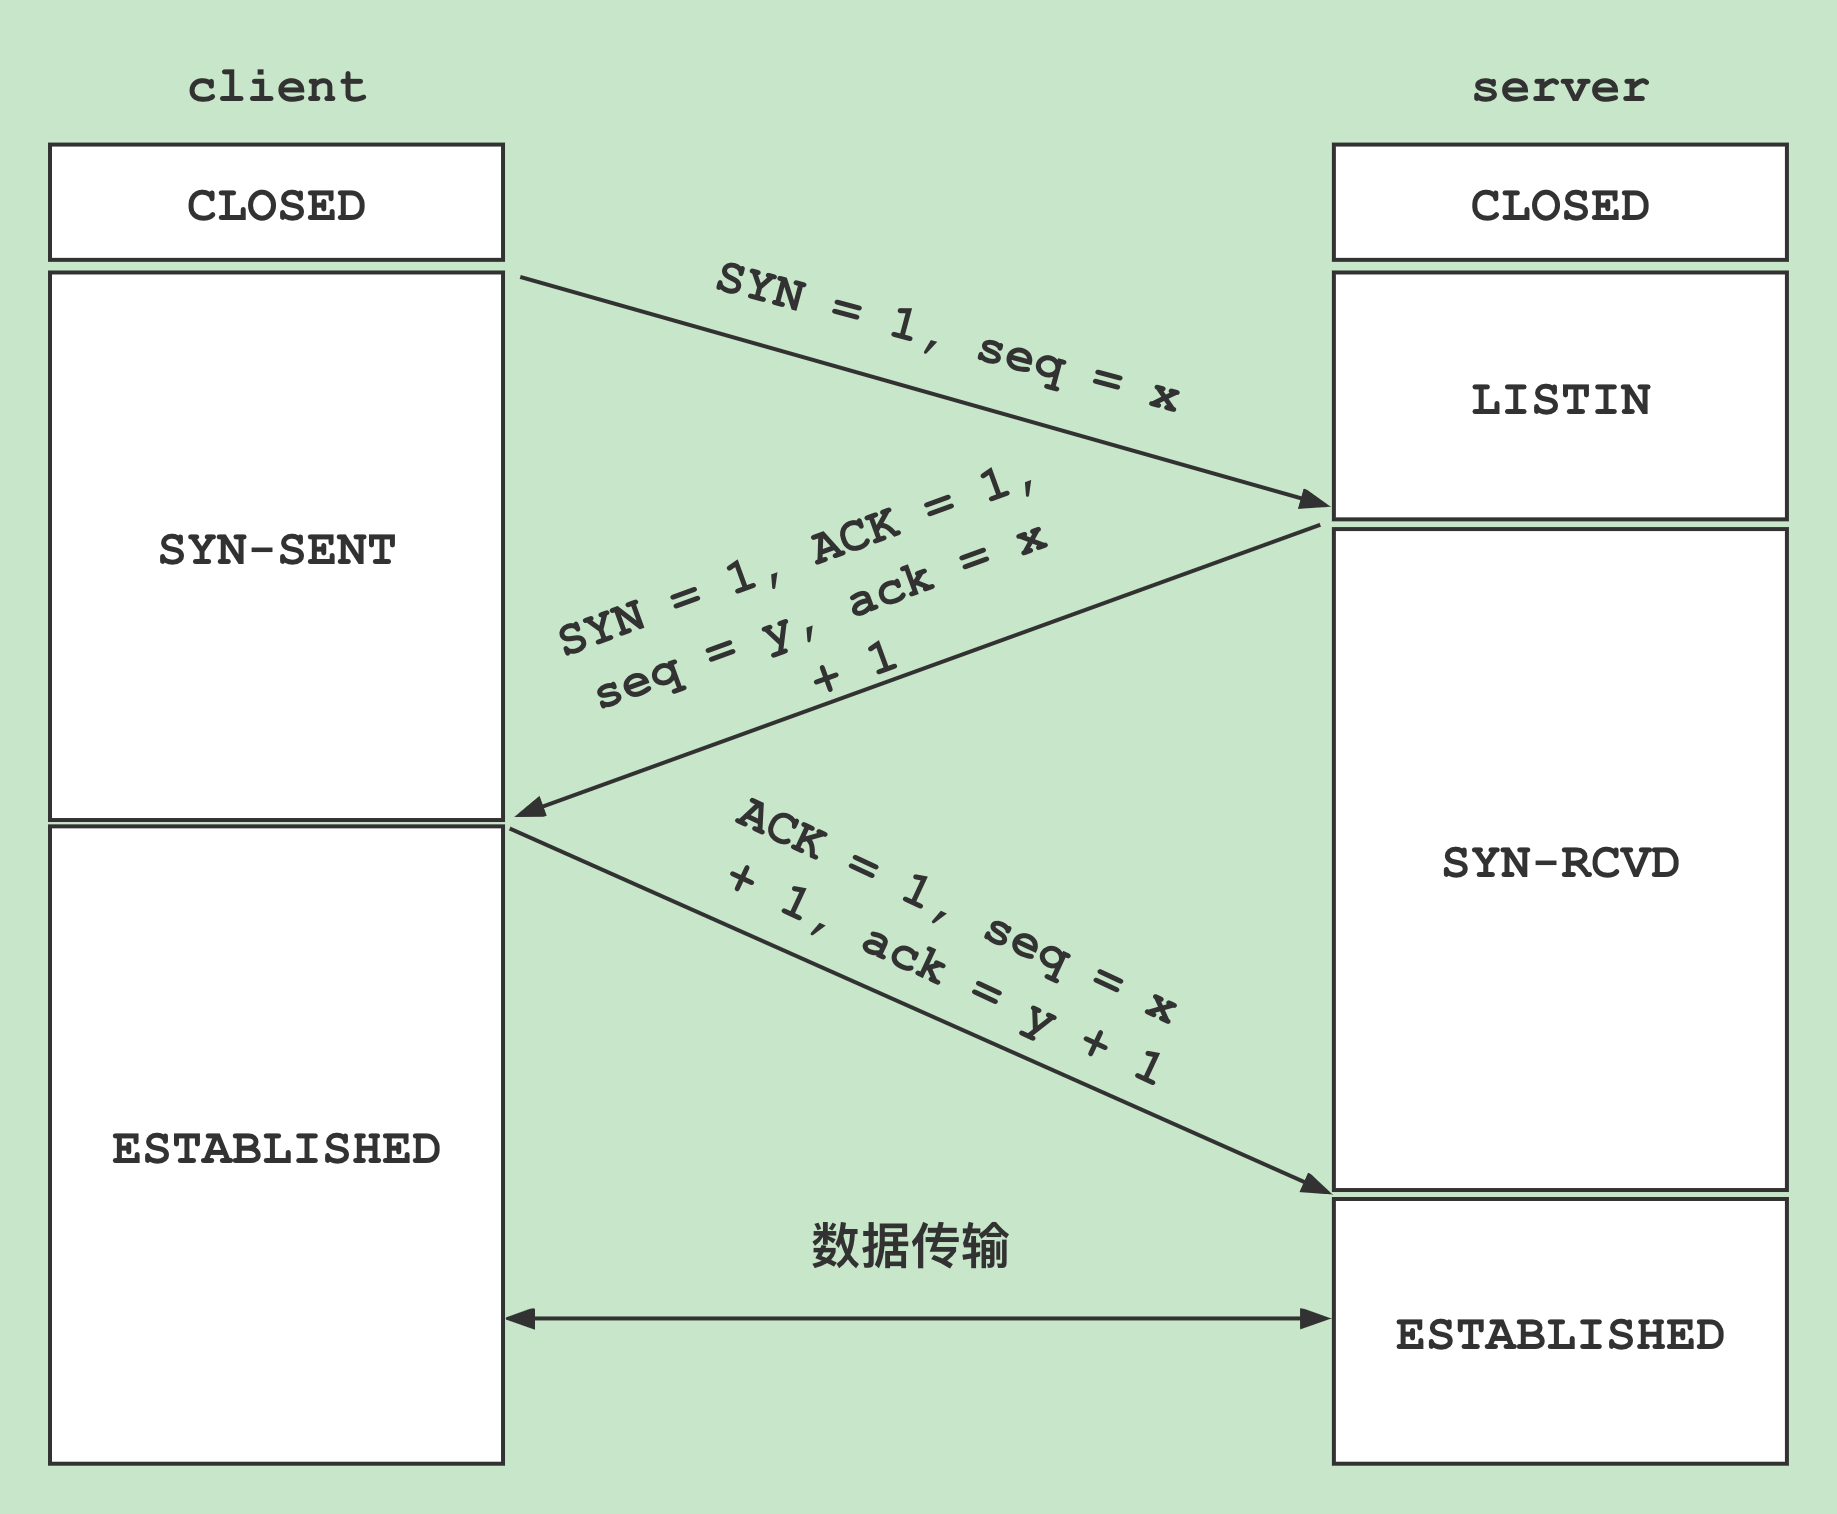 client
server
CLOSED
CLOSED
SYN = 1, seq = x
LISTIN
SYN-SENT
SYN = 1, ACK = 1,
seq = y, ack = x
+ 1
SYN-RCVD
ACK = 1, seq = x
+ 1, ack = y + 1
ESTABLISHED
数据传输
ESTABLISHED